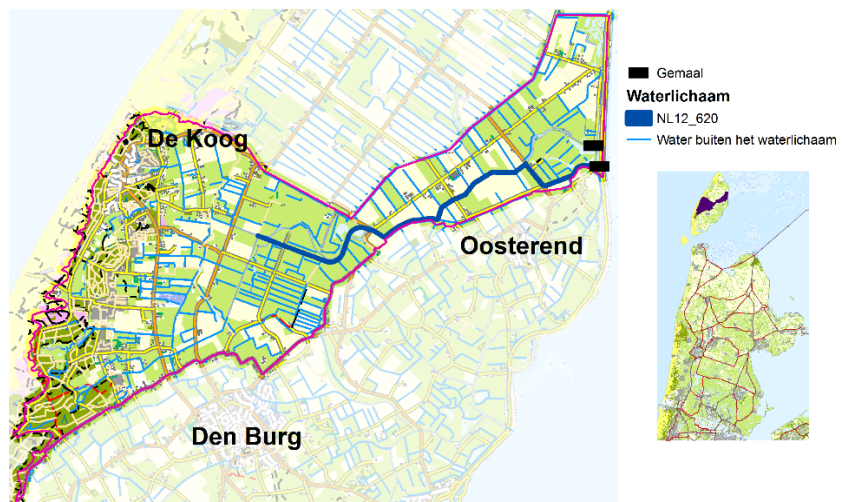 De Koog
Oosterend
Den Burg
Gemaal
Waterlichaam
NL12_620
Water buiten het waterlichaam